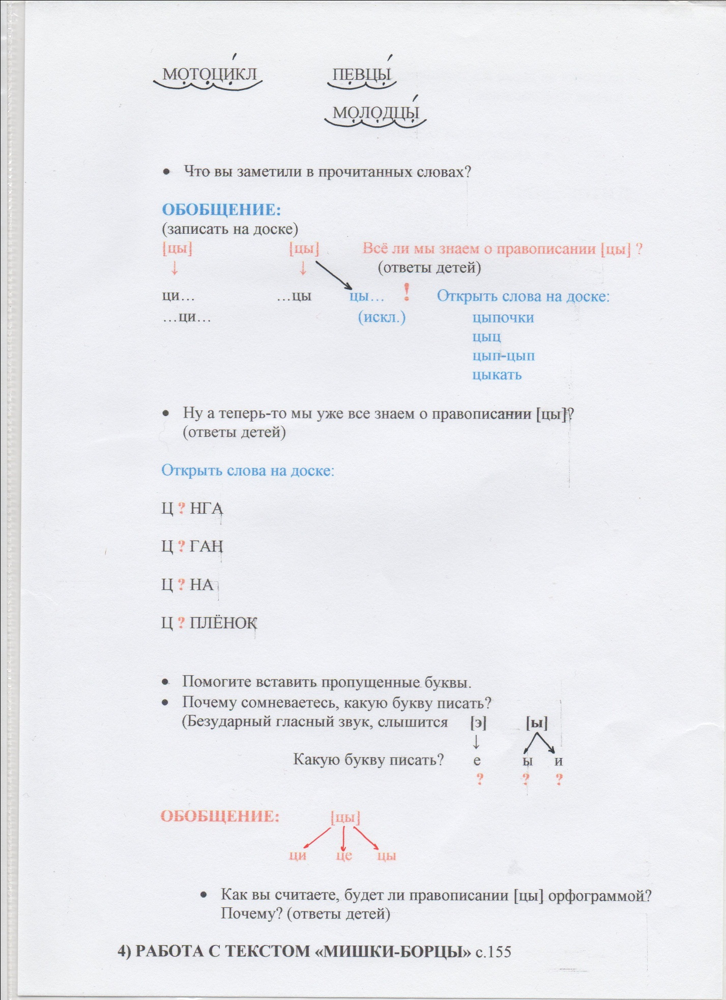 МОТОЦИКЛ ПЕВЦЫ
МОЛОДЦЫ
• Что вы заметили в прочитанных словах?
ОБОБЩЕНИЕ:
(записать на доске)
[цы] [цы] Всё ли мы знаем о правописании [цы] ?
↓ ↓ (ответы детей)
ци… …цы цы… ! Открыть слова на доске:
…ци… (искл.) цыпочки
цыц
цып-цып
цыкать
• Ну а теперь-то мы уже все знаем о правописании [цы]?
(ответы детей)
Открыть слова на доске:
Ц ? НГА
Ц ? ГАН
Ц ? НА
Ц ? ПЛЁНОК
• Помогите вставить пропущенные буквы.
• Почему сомневаетесь, какую букву писать?
(Безударный гласный звук, слышится [э] [ы]
↓
Какую букву писать? е ы и
? ? ?
ОБОБЩЕНИЕ: [цы]
ци це цы
• Как вы считаете, будет ли правописании [цы] орфограммой?
Почему? (ответы детей)
4) РАБОТА С ТЕКСТОМ «МИШКИ-БОРЦЫ» с.155